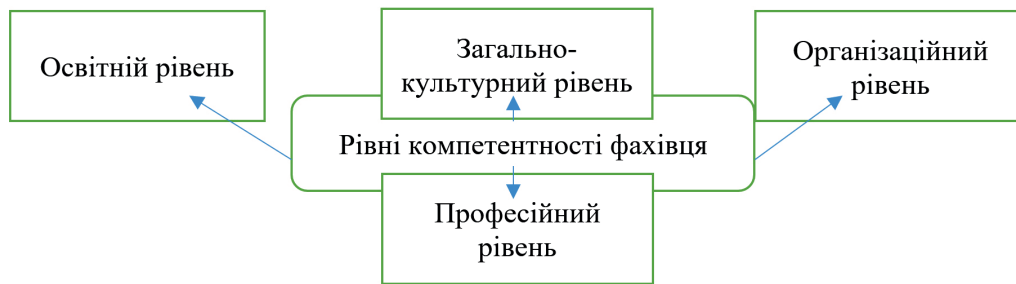 Освітній рівень
Загально-
культурний рівень
Організаційний
рівень
Рівні компетентності фахівця
Професійний
рівень